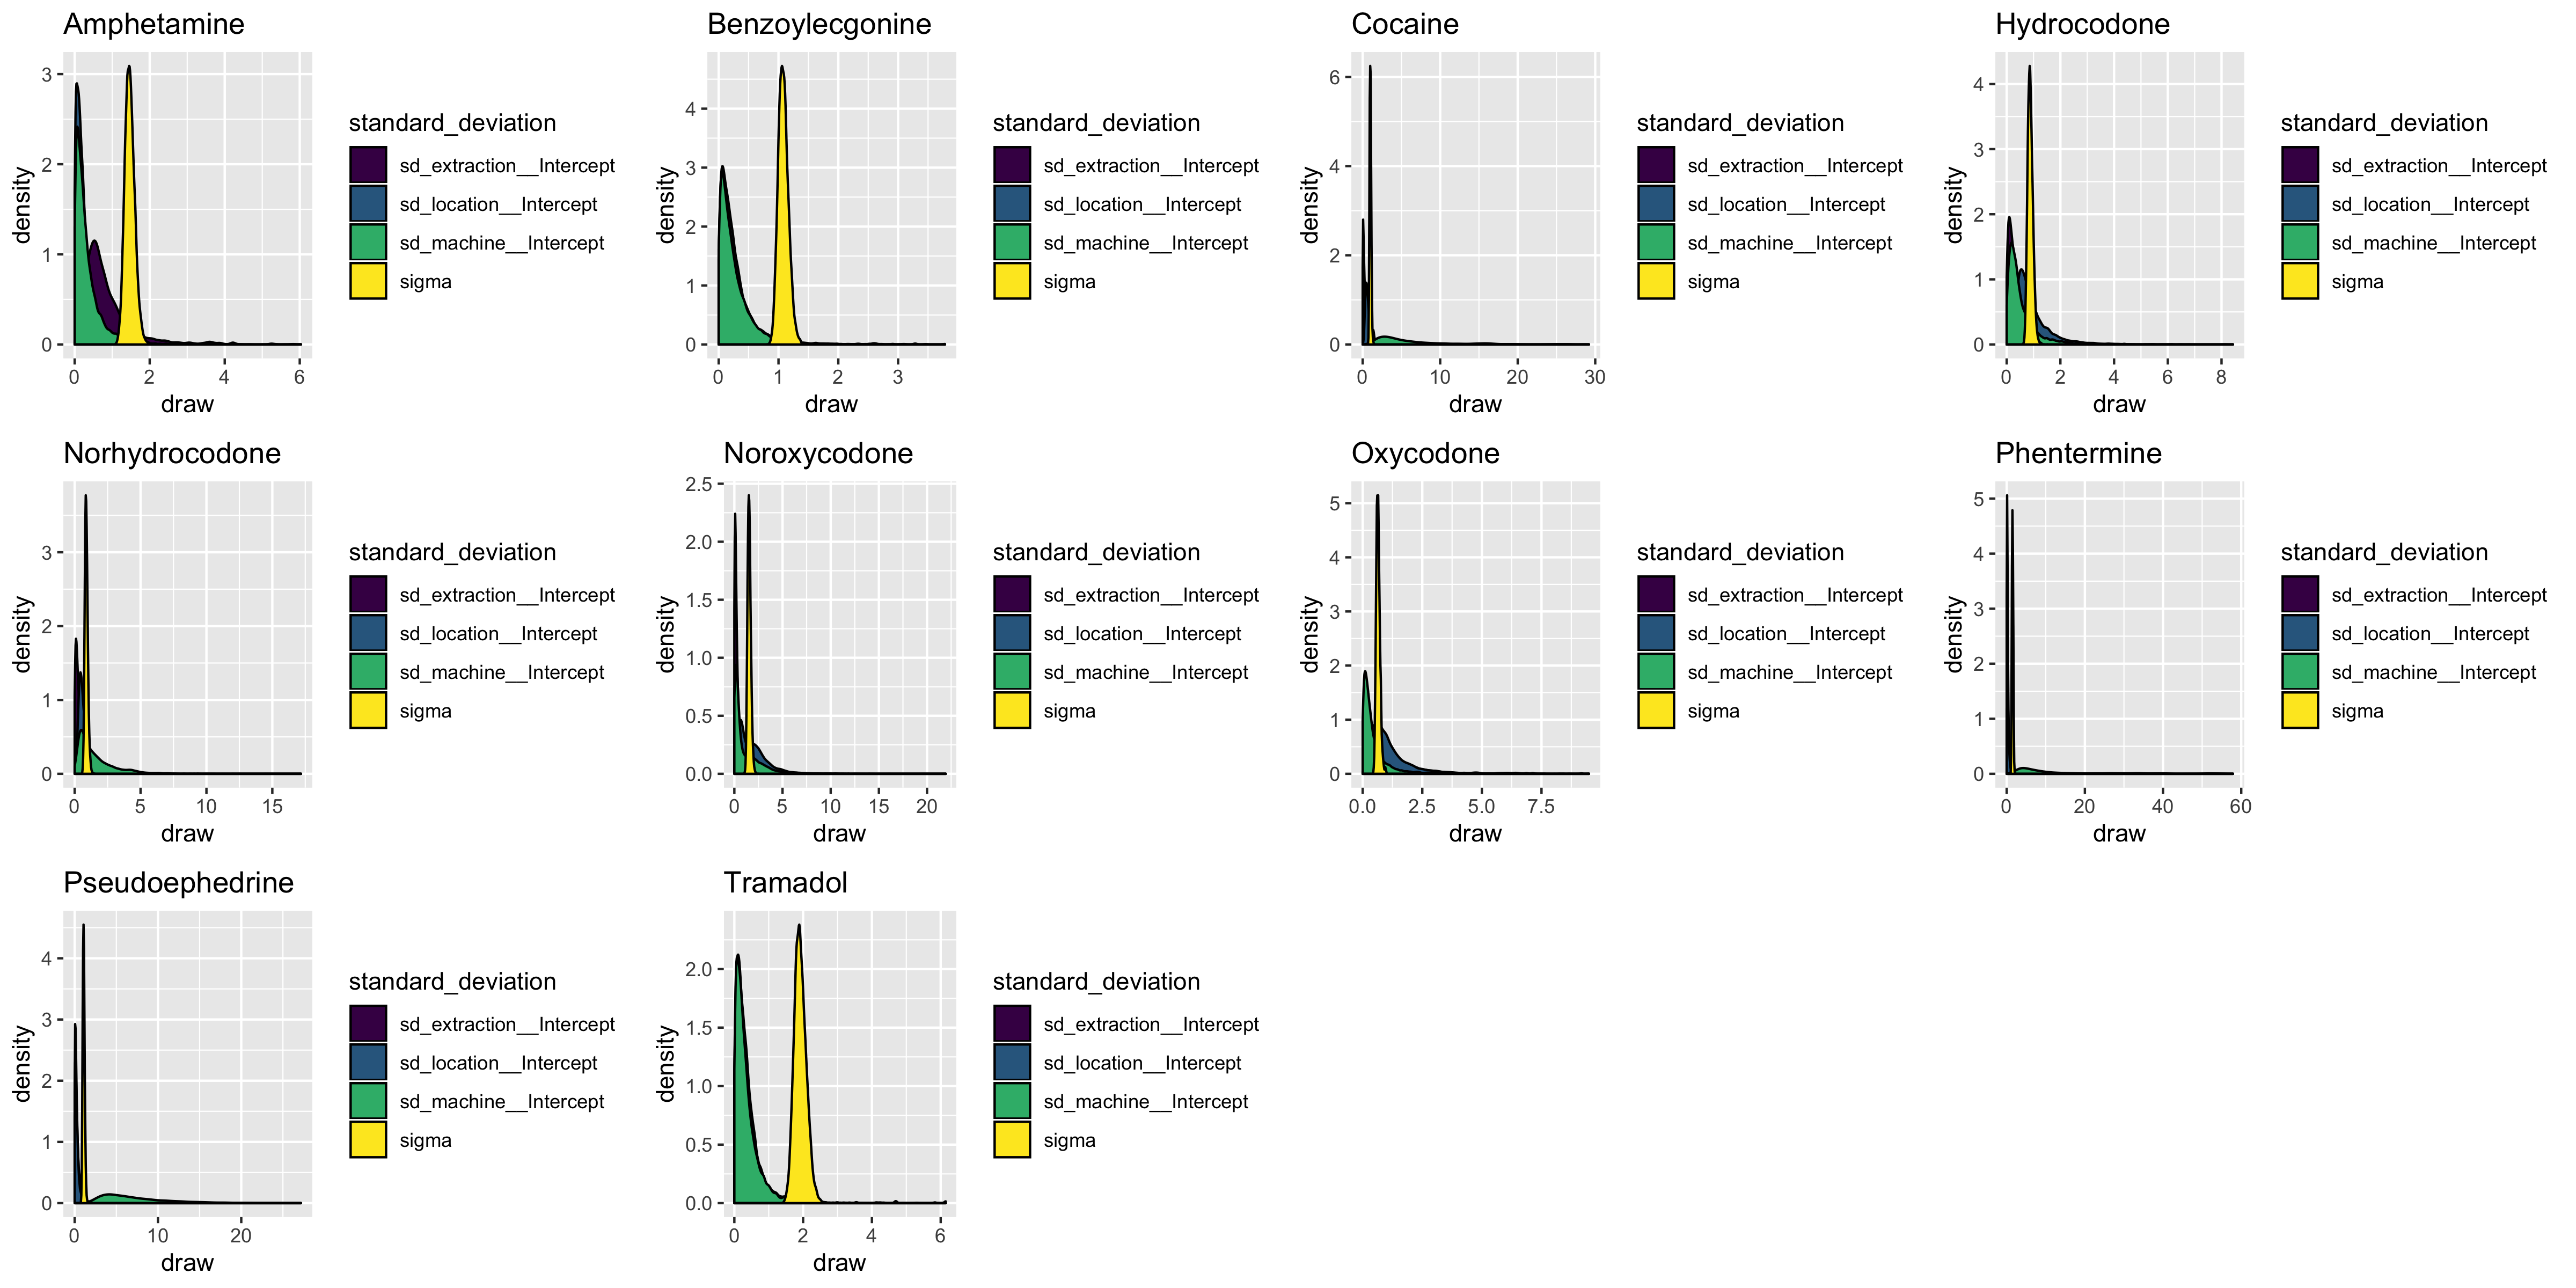 Amphetamine
density
3
2
1
0
0 2 4 6
draw
standard_deviation
sd_extraction__Intercept
sd_location__Intercept
sd_machine__Intercept
sigma
Benzoylecgonine
density
4
3
2
1
0
0 1 2 3
draw
standard_deviation
sd_extraction__Intercept
sd_location__Intercept
sd_machine__Intercept
sigma
Cocaine
density
6
4
2
0
0 10 20 30
draw
standard_deviation
sd_extraction__Intercept
sd_location__Intercept
sd_machine__Intercept
sigma
Hydrocodone
density
4
3
2
1
0
0 2 4 6 8
draw
standard_deviation
sd_extraction__Intercept
sd_location__Intercept
sd_machine__Intercept
sigma
Norhydrocodone
density
3
2
1
0
0 5 10 15
draw
standard_deviation
sd_extraction__Intercept
sd_location__Intercept
sd_machine__Intercept
sigma
Noroxycodone
density
2.5
2.0
1.5
1.0
0.5
0.0
0 5 10 15 20
draw
standard_deviation
sd_extraction__Intercept
sd_location__Intercept
sd_machine__Intercept
sigma
Oxycodone
density
5
4
3
2
1
0
0.0 2.5 5.0 7.5
draw
standard_deviation
sd_extraction__Intercept
sd_location__Intercept
sd_machine__Intercept
sigma
Phentermine
density
5
4
3
2
1
0
0 20 40 60
draw
standard_deviation
sd_extraction__Intercept
sd_location__Intercept
sd_machine__Intercept
sigma
Pseudoephedrine
density
4
3
2
1
0
0 10 20
draw
standard_deviation
sd_extraction__Intercept
sd_location__Intercept
sd_machine__Intercept
sigma
Tramadol
density
2.0
1.5
1.0
0.5
0.0
0 2 4 6
draw
standard_deviation
sd_extraction__Intercept
sd_location__Intercept
sd_machine__Intercept
sigma